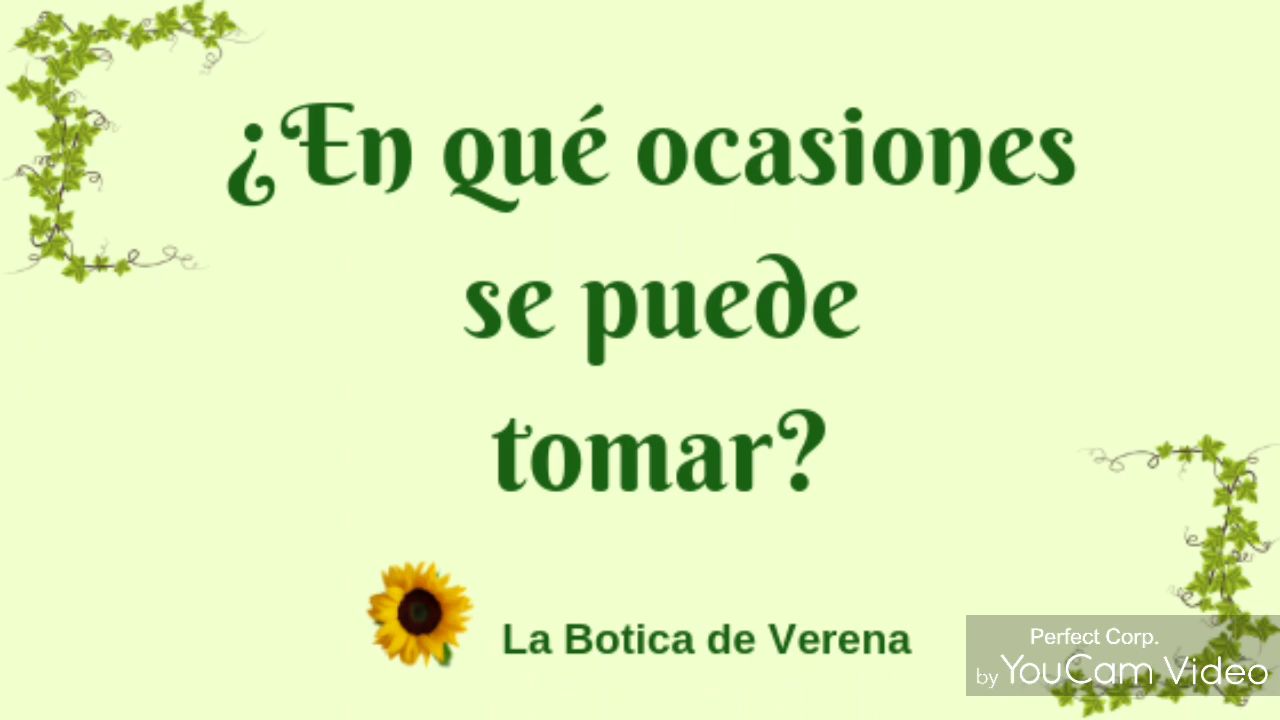 ¿En qué ocasiones
se puede
tomar?
La Botica de Verena
Perfect Corp.
by YouCam Video